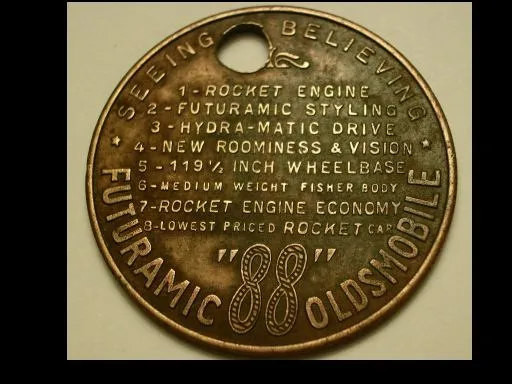 SEEING BELIEVING
1-ROCKET ENGINE
2-FUTURAMIC STYLING
3-HYDRA-MATIC DRIVE
4-NEW ROOMINESS & VISION
5-119½ INCH WHEELBASE
6-MEDIUM WEIGHT FISHER BODY
7-ROCKET ENGINE ECONOMY
8-LOWEST PRICED ROCKET CAR
FUTURAMIC "88" OLDSMOBILE